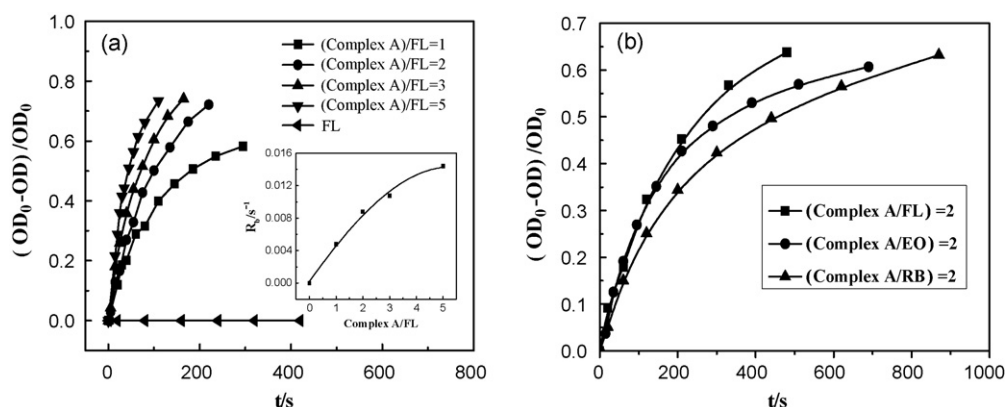 (a)
(OD₀-OD)/OD₀
1.0
0.8
0.6
0.4
0.2
0.0
(Complex A)/FL=1
(Complex A)/FL=2
(Complex A)/FL=3
(Complex A)/FL=5
FL
R_b/s⁻¹
0.016
0.012
0.008
0.004
0.000
0 1 2 3 4 5
Complex A/FL
0 200 400 600 800
t/s
(b)
(OD₀-OD)/OD₀
0.7
0.6
0.5
0.4
0.3
0.2
0.1
0.0
(Complex A/FL) =2
(Complex A/EO) =2
(Complex A/RB) =2
0 200 400 600 800 1000
t/s